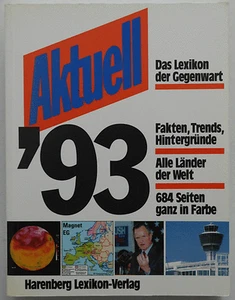 Aktuell
'93
Das Lexikon
der Gegenwart
Fakten, Trends,
Hintergründe
Alle Länder
der Welt
684 Seiten
ganz in Farbe
Magnet
EG
Harenberg Lexikon-Verlag